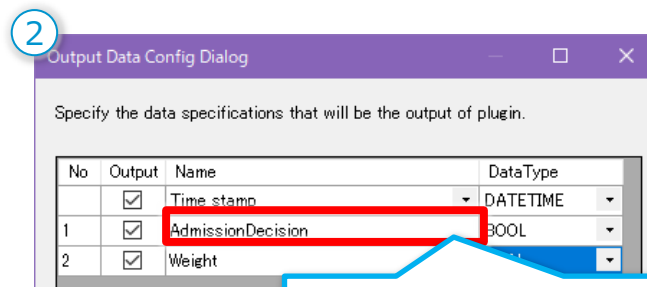 2
Output Data Config Dialog
Specify the data specifications that will be the output of plugin.
No Output Name DataType
Time stamp DATETIME
1 AdmissionDecision BOOL
2 Weight